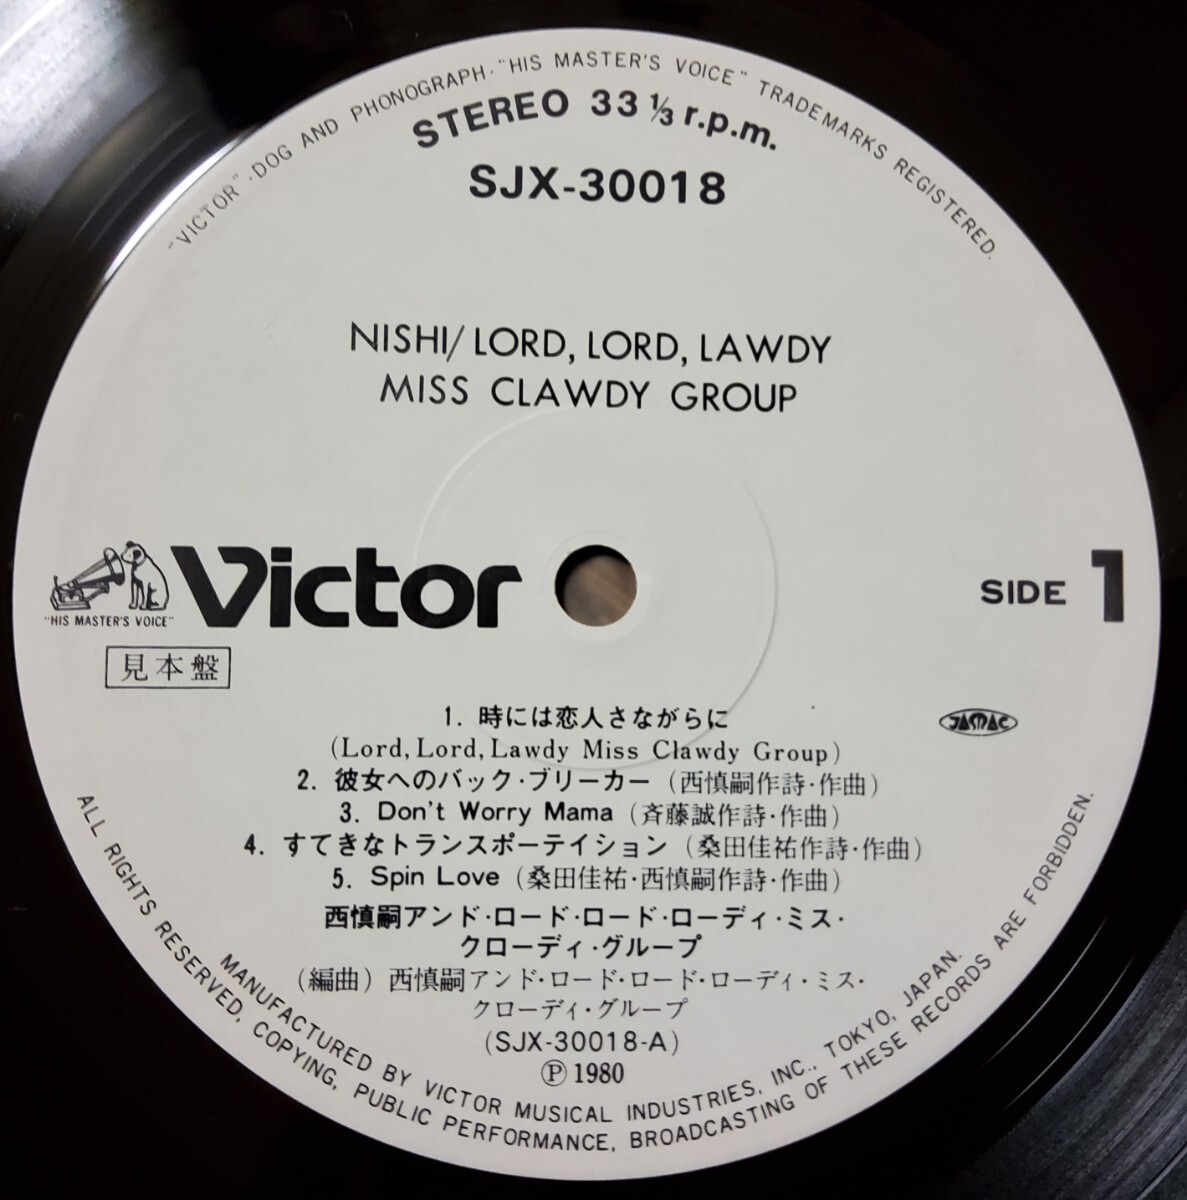 "VICTOR"·DOG AND PHONOGRAPH·"HIS MASTER'S VOICE" TRADEMARKS REGISTERED.
STEREO 33 ⅓ r.p.m.
SJX-30018
NISHI/LORD, LORD, LAWDY
MISS CLAWDY GROUP
Victor
"HIS MASTER'S VOICE"
SIDE 1
見本盤
JASMAC
1. 時には恋人さながらに
(Lord, Lord, Lawdy Miss Clawdy Group)
2. 彼女へのバック·ブリーカー (西慎嗣作詩·作曲)
3. Don't Worry Mama (斉藤誠作詩·作曲)
4. すてきなトランスポーテイション (桑田佳祐作詩·作曲)
5. Spin Love (桑田佳祐·西慎嗣作詩·作曲)
西慎嗣アンド·ロード·ロード·ローディ·ミス·
クローディ·グループ
(編曲) 西慎嗣アンド·ロード·ロード·ローディ·ミス·
クローディ·グループ
(SJX-30018-A)
Ⓟ 1980
MANUFACTURED BY VICTOR MUSICAL INDUSTRIES, INC., TOKYO, JAPAN.
ALL RIGHTS RESERVED, COPYING, PUBLIC PERFORMANCE, BROADCASTING OF THESE RECORDS ARE FORBIDDEN.